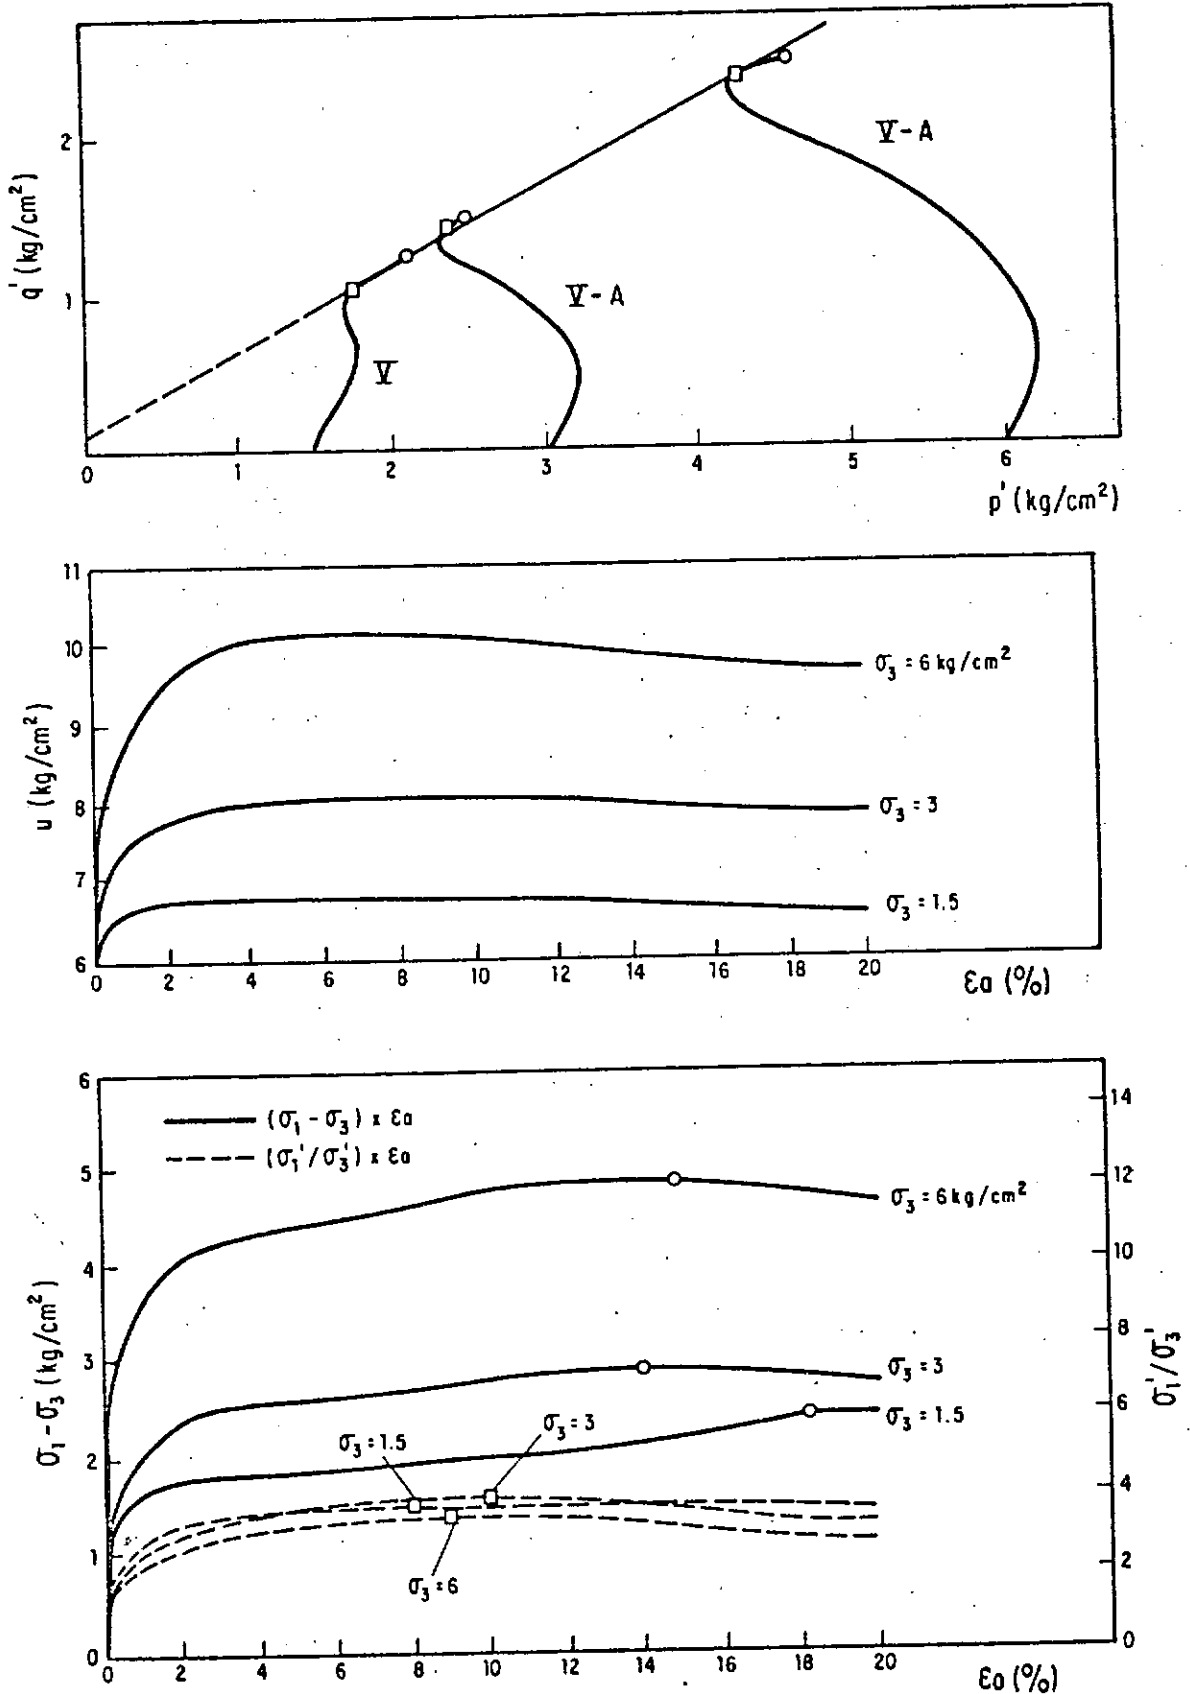 2
q' (kg/cm²)
1
V-A
V-A
V
0 1 2 3 4 5 6
p' (kg/cm²)
11
10
9
8
7
6
u (kg/cm²)
σ₃ = 6 kg/cm²
σ₃ = 3
σ₃ = 1.5
0 2 4 6 8 10 12 14 16 18 20
εa (%)
6
5
4
3
2
1
0
σ₁ - σ₃ (kg/cm²)
(σ₁ - σ₃) x εa
(σ₁'/σ₃') x εa
σ₃ = 6 kg/cm²
σ₃ = 3
σ₃ = 1.5
σ₃ = 3
σ₃ = 1.5
σ₃ = 6
14
12
10
8
6
4
2
0
σ₁'/σ₃'
0 2 4 6 8 10 12 14 16 18 20
εa (%)